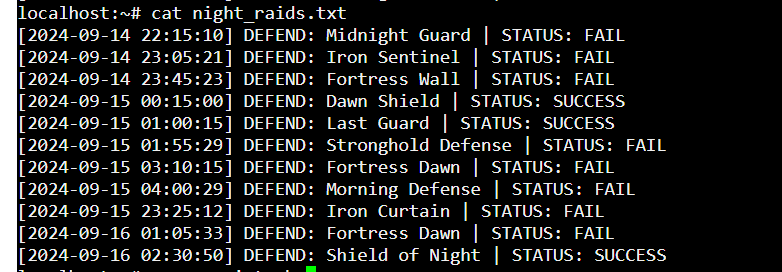 localhost:~# cat night_raids.txt
[2024-09-14 22:15:10] DEFEND: Midnight Guard | STATUS: FAIL
[2024-09-14 23:05:21] DEFEND: Iron Sentinel | STATUS: FAIL
[2024-09-14 23:45:23] DEFEND: Fortress Wall | STATUS: FAIL
[2024-09-15 00:15:00] DEFEND: Dawn Shield | STATUS: SUCCESS
[2024-09-15 01:00:15] DEFEND: Last Guard | STATUS: SUCCESS
[2024-09-15 01:55:29] DEFEND: Stronghold Defense | STATUS: FAIL
[2024-09-15 03:10:15] DEFEND: Fortress Dawn | STATUS: FAIL
[2024-09-15 04:00:29] DEFEND: Morning Defense | STATUS: FAIL
[2024-09-15 23:25:12] DEFEND: Iron Curtain | STATUS: FAIL
[2024-09-16 01:05:33] DEFEND: Fortress Dawn | STATUS: FAIL
[2024-09-16 02:30:50] DEFEND: Shield of Night | STATUS: SUCCESS